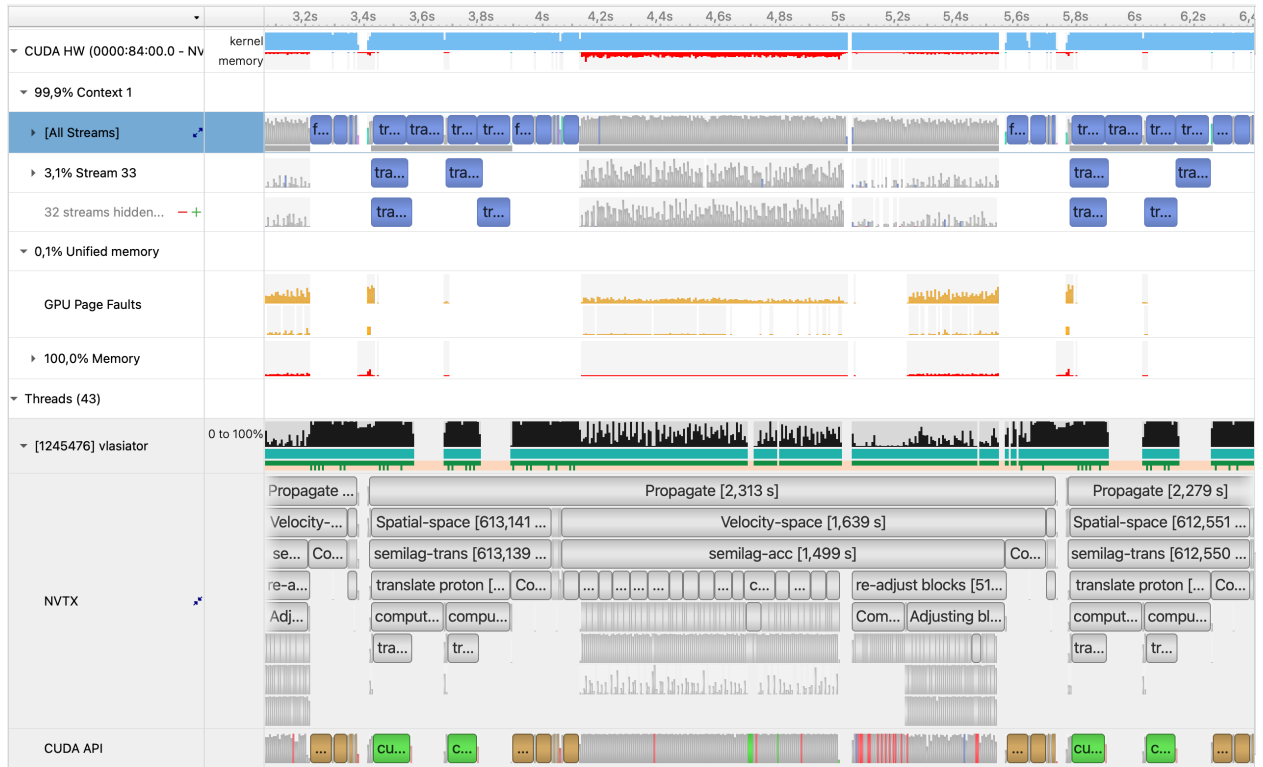 3,2s 3,4s 3,6s 3,8s 4s 4,2s 4,4s 4,6s 4,8s 5s 5,2s 5,4s 5,6s 5,8s 6s 6,2s 6,4
CUDA HW (0000:84:00.0 - NV
kernel
memory
99,9% Context 1
[All Streams] f... tr... tra... tr... tr... f... f... tr... tra... tr... tr... ...
3,1% Stream 33 tra... tra... tra... tra...
32 streams hidden... − + tra... tr... tra... tr...
0,1% Unified memory
GPU Page Faults
100,0% Memory
Threads (43)
[1245476] vlasiator 0 to 100%
Propagate ... Propagate [2,313 s] Propagate [2,279 s]
Velocity-... Spatial-space [613,141 ... Velocity-space [1,639 s] Spatial-space [612,551 ...
se... Co... semilag-trans [613,139 ... semilag-acc [1,499 s] Co... semilag-trans [612,550 ...
re-a... translate proton [... Co... ... ... ... ... c... ... re-adjust blocks [51... translate proton [... Co...
NVTX
Adj... comput... compu... Com... Adjusting bl... comput... compu...
tra... tr... tra... tr...
CUDA API ... cu... c... ... ... cu... c... ...